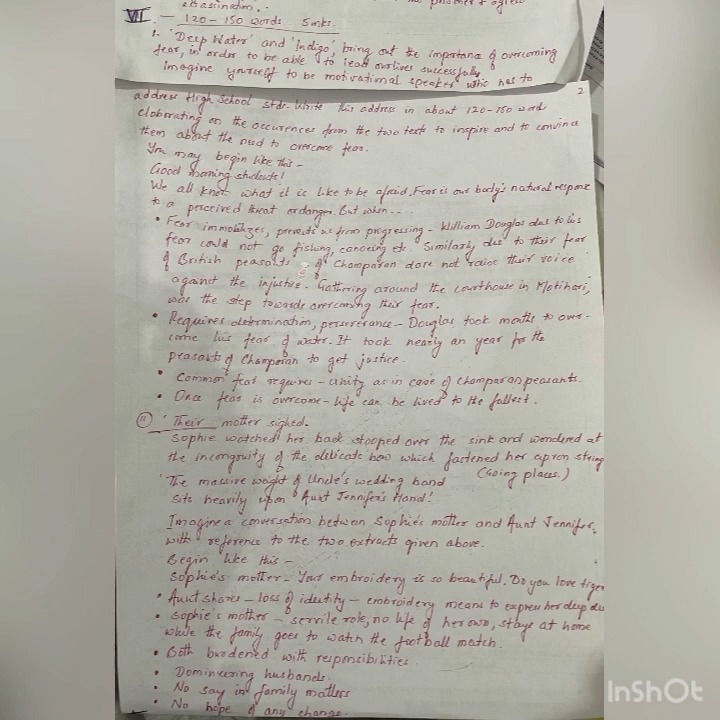 assassination..
VI. - 120-150 words 5 mks.
1. 'Deep Water' and 'Indigo', bring out the importance of overcoming
fear, in order to be able to lead our lives successfully.
Imagine yourself to be motivational speaker who has to
2
address High School stds. Write this address in about 120-150 words
elaborating on the occurences from the two texts to inspire and to convince
them about the need to overcome fear.
You may begin like this -
Good morning students!
We all know what it is like to be afraid. Fear is our body's natural response
to a perceived threat or danger. But when ....
• Fear immobilizes, prevents us from progressing - William Douglas due to his
fear could not go fishing, canoeing etc. Similarly due to their fear
of British peasants of Champaran dare not raise their voice
against the injustice. Gathering around the courthouse in Motihari,
was the step towards overcoming their fear.
• Requires determination, perseverance - Douglas took months to over-
come his fear of water. It took nearly an year for the
peasants of Champaran to get justice.
• Common fear requires - unity as in case of Champaran peasants.
• Once fear is overcome - life can be lived to the fullest.
II 'Their mother sighed.
Sophie watched her back stooped over the sink and wondered at
the incongruity of the delicate bow which fastened her apron string
(Going places.)
'The massive weight of Uncle's wedding band
Sits heavily upon Aunt Jennifer's Hand!'
Imagine a conversation between Sophie's mother and Aunt Jennifer,
with reference to the two extracts given above.
Begin like this -
Sophie's mother - Your embroidery is so beautiful. Do you love tiger
• Aunt shares - loss of identity - embroidery means to express her deep
• Sophie's mother - servile role, no life of her own, stays at home
while the family goes to watch the football match.
• Both burdened with responsibilities.
• Domineering husbands.
• No say in family matters
• No hope of any change.
InShOt